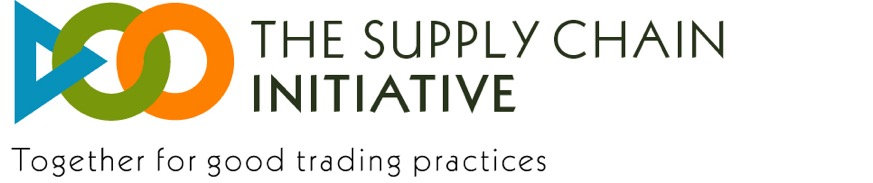 THE SUPPLY CHAIN
INITIATIVE
Together for good trading practices